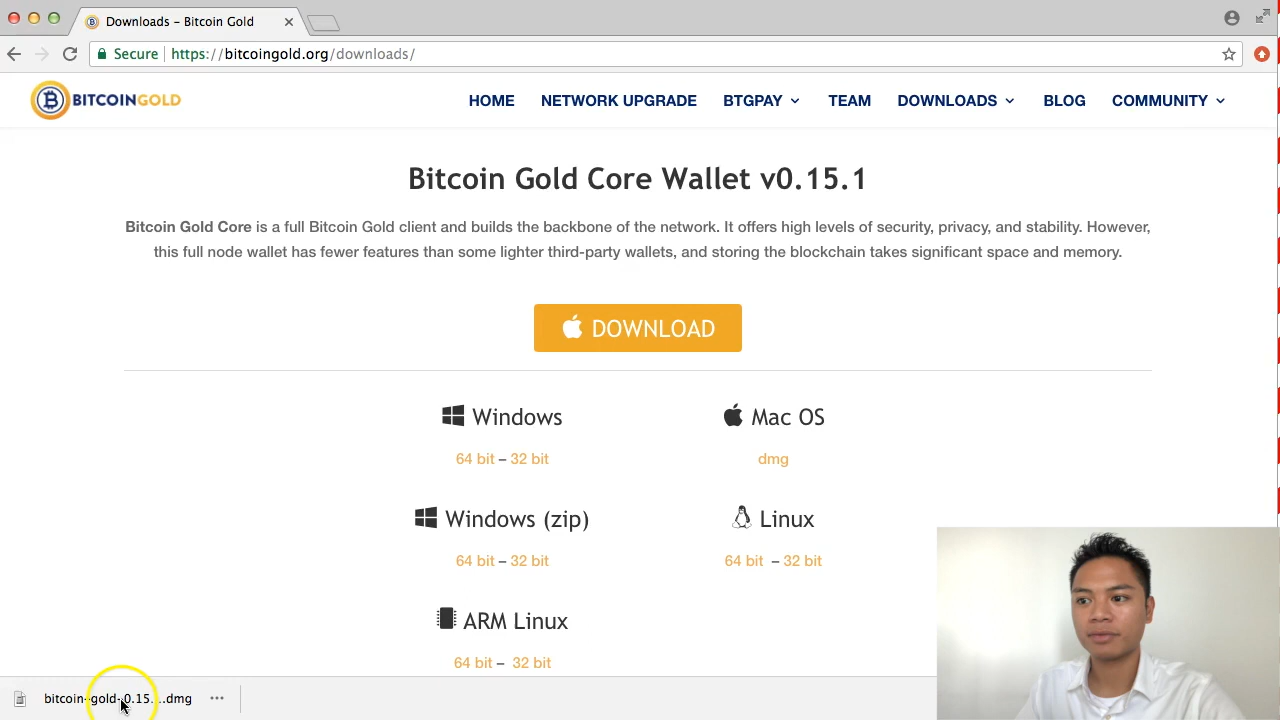 Downloads – Bitcoin Gold
Secure https://bitcoingold.org/downloads/
BITCOINGOLD HOME NETWORK UPGRADE BTGPAY TEAM DOWNLOADS BLOG COMMUNITY
Bitcoin Gold Core Wallet v0.15.1
Bitcoin Gold Core is a full Bitcoin Gold client and builds the backbone of the network. It offers high levels of security, privacy, and stability. However,
this full node wallet has fewer features than some lighter third-party wallets, and storing the blockchain takes significant space and memory.
DOWNLOAD
Windows Mac OS
64 bit – 32 bit dmg
Windows (zip) Linux
64 bit – 32 bit 64 bit – 32 bit
ARM Linux
64 bit – 32 bit
bitcoin-gold-0.15....dmg